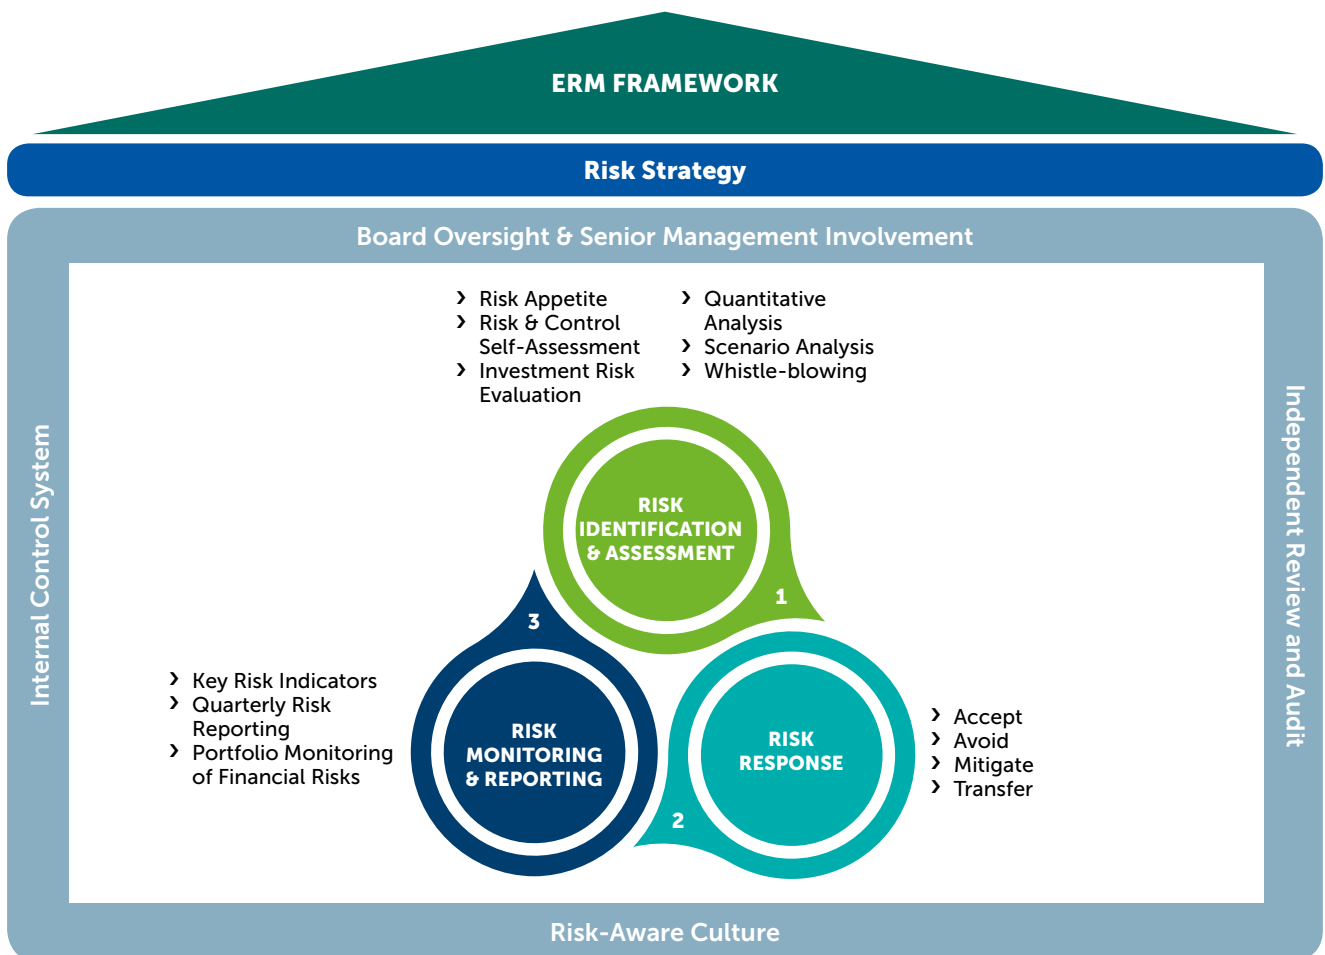 ERM FRAMEWORK
Risk Strategy
Board Oversight & Senior Management Involvement
› Risk Appetite
› Risk & Control
Self-Assessment
› Investment Risk
Evaluation
› Quantitative
Analysis
› Scenario Analysis
› Whistle-blowing
Internal Control System
Independent Review and Audit
RISK
IDENTIFICATION
& ASSESSMENT
1
3
› Key Risk Indicators
› Quarterly Risk
Reporting
› Portfolio Monitoring
of Financial Risks
RISK
MONITORING
& REPORTING
RISK
RESPONSE
2
› Accept
› Avoid
› Mitigate
› Transfer
Risk-Aware Culture